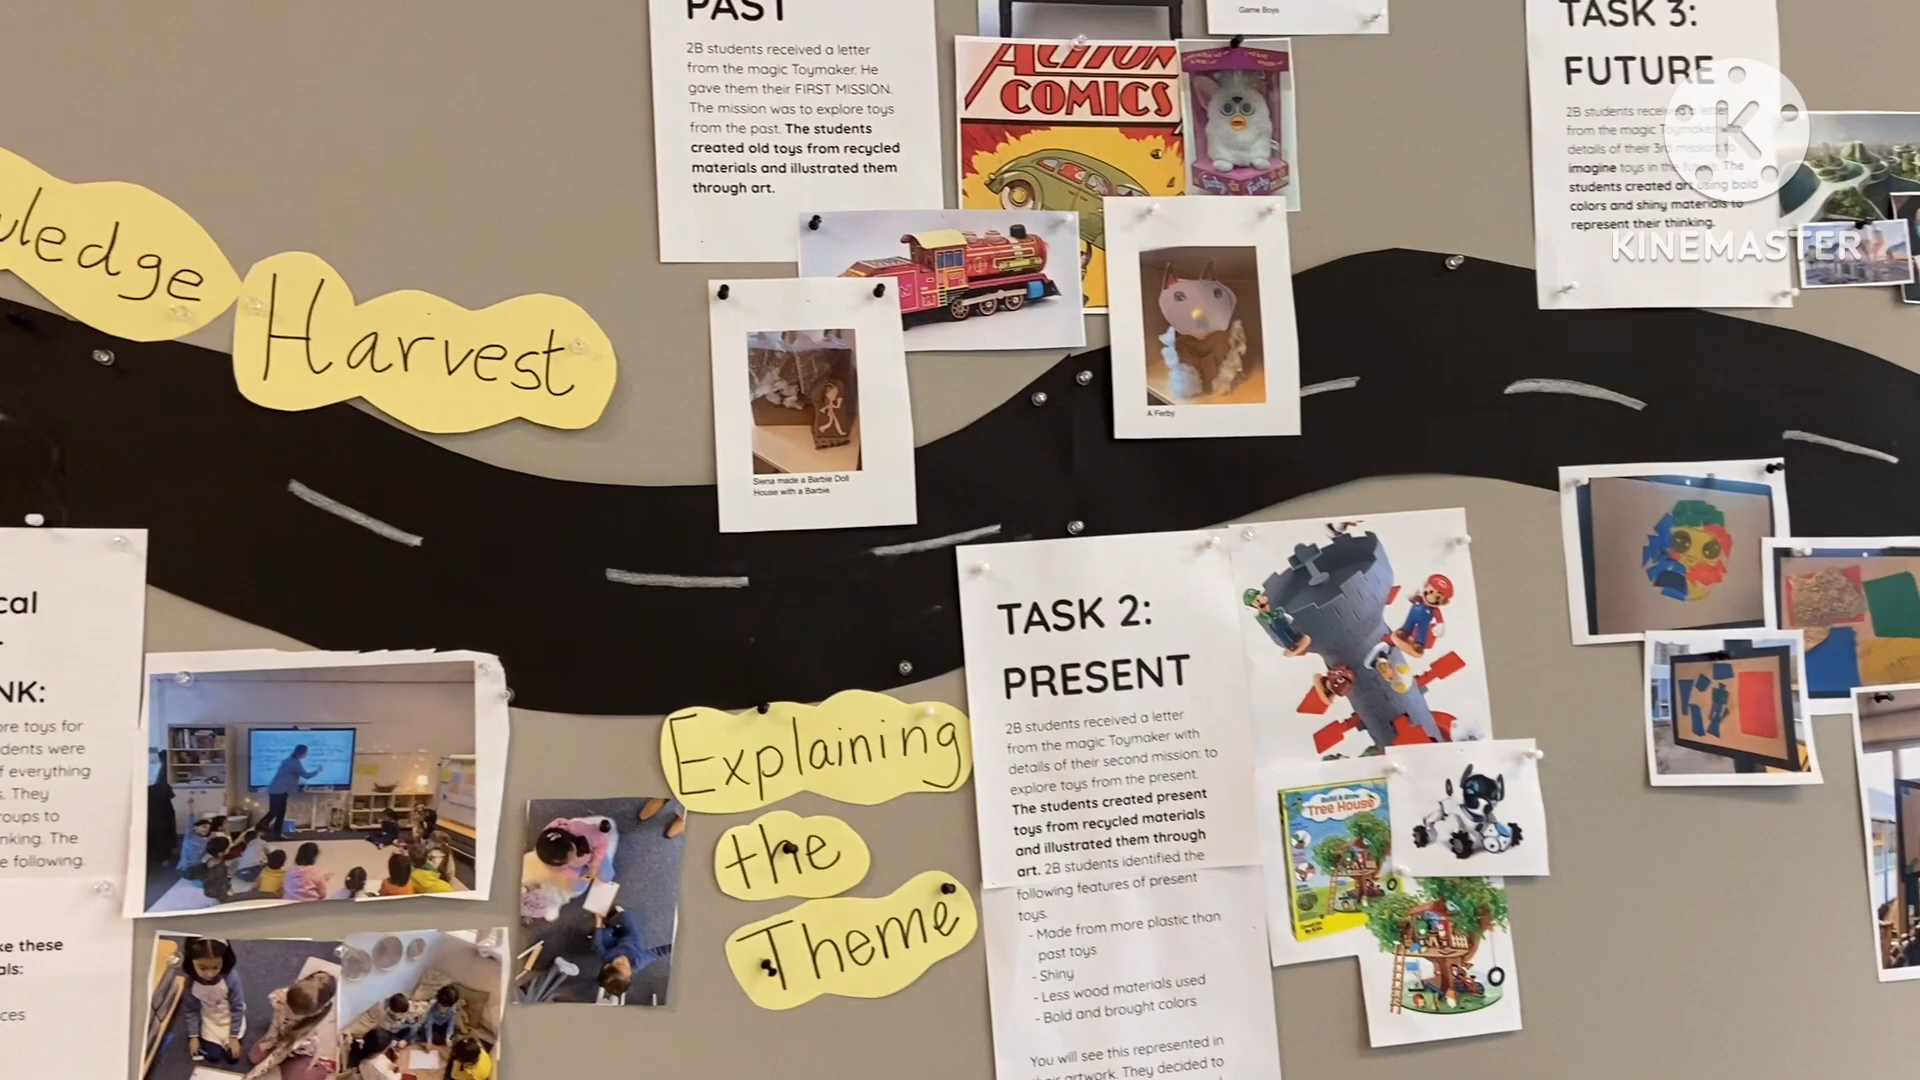 PAST
2B students received a letter
from the magic Toymaker. He
gave them their FIRST MISSION.
The mission was to explore toys
from the past. The students
created old toys from recycled
materials and illustrated them
through art.
Game Boys
ACTION
COMICS
Furby
TASK 3:
FUTURE
2B students received a letter
from the magic Toymaker with
details of their 3rd mission: to
imagine toys in the future. The
students created art using bold
colors and shiny materials to
represent their thinking.
KINEMASTER
Harvest
Siena made a Barbie Doll
House with a Barbie
A Ferby
NK:
ore toys for
dents were
f everything
s. They
roups to
nking. The
e following.
ke these
als:
ces
Explaining
the
Theme
TASK 2:
PRESENT
2B students received a letter
from the magic Toymaker with
details of their second mission: to
explore toys from the present.
The students created present
toys from recycled materials
and illustrated them through
art. 2B students identified the
following features of present
toys.
- Made from more plastic than
past toys
- Shiny
- Less wood materials used
- Bold and brought colors
You will see this represented in
their artwork. They decided to
Build & Grow
Tree House